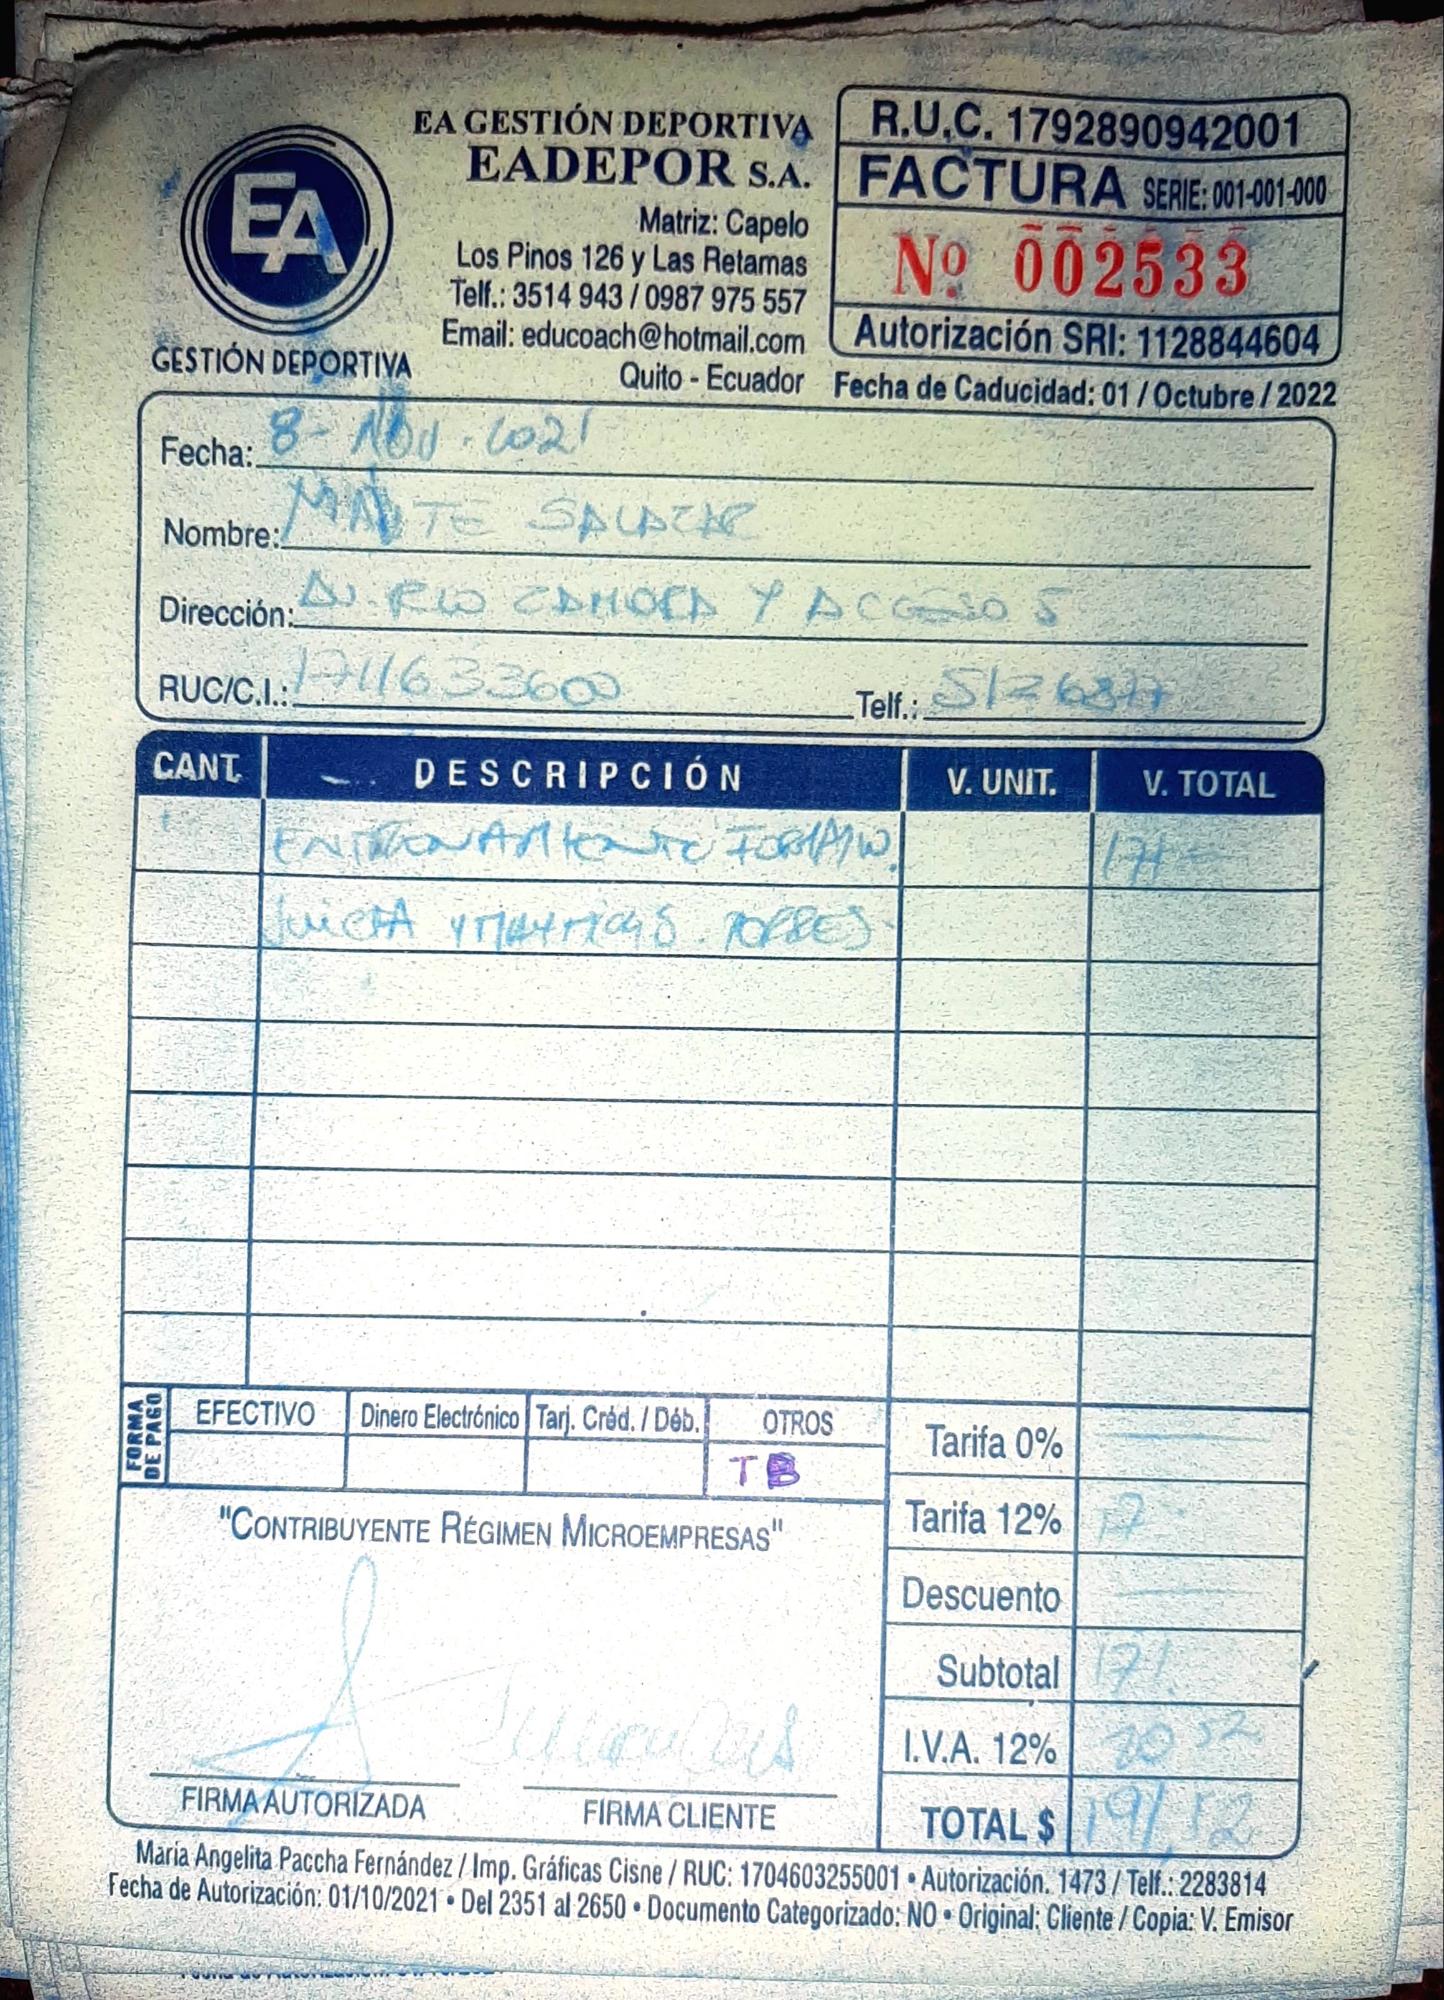 EA GESTIÓN DEPORTIVA
EADEPOR S.A.
Matriz: Capelo
Los Pinos 126 y Las Retamas
Telf.: 3514 943 / 0987 975 557
Email: educoach@hotmail.com
Quito - Ecuador
EA
GESTIÓN DEPORTIVA
R.U.C. 1792890942001
FACTURA SERIE: 001-001-000
Nº 002533
Autorización SRI: 1128844604
Fecha de Caducidad: 01 / Octubre / 2022
Fecha: 8- NOV. 2021
Nombre: SALAZAR
Dirección: AV. RIO ZAMORA Y ACCESO 5
RUC/C.I.: 1711633600 Telf.:
CANT. DESCRIPCIÓN V. UNIT. V. TOTAL
ENTRENAMIENTO 171
TORRES
FORMA DE PAGO
EFECTIVO Dinero Electrónico Tarj. Créd. / Déb. OTROS
TB
Tarifa 0%
Tarifa 12%
Descuento
Subtotal 171
I.V.A. 12% 20 52
TOTAL $ 191,52
"CONTRIBUYENTE RÉGIMEN MICROEMPRESAS"
FIRMA AUTORIZADA FIRMA CLIENTE
María Angelita Paccha Fernández / Imp. Gráficas Cisne / RUC: 1704603255001 • Autorización. 1473 / Telf.: 2283814
Fecha de Autorización: 01/10/2021 • Del 2351 al 2650 • Documento Categorizado: NO • Original: Cliente / Copia: V. Emisor